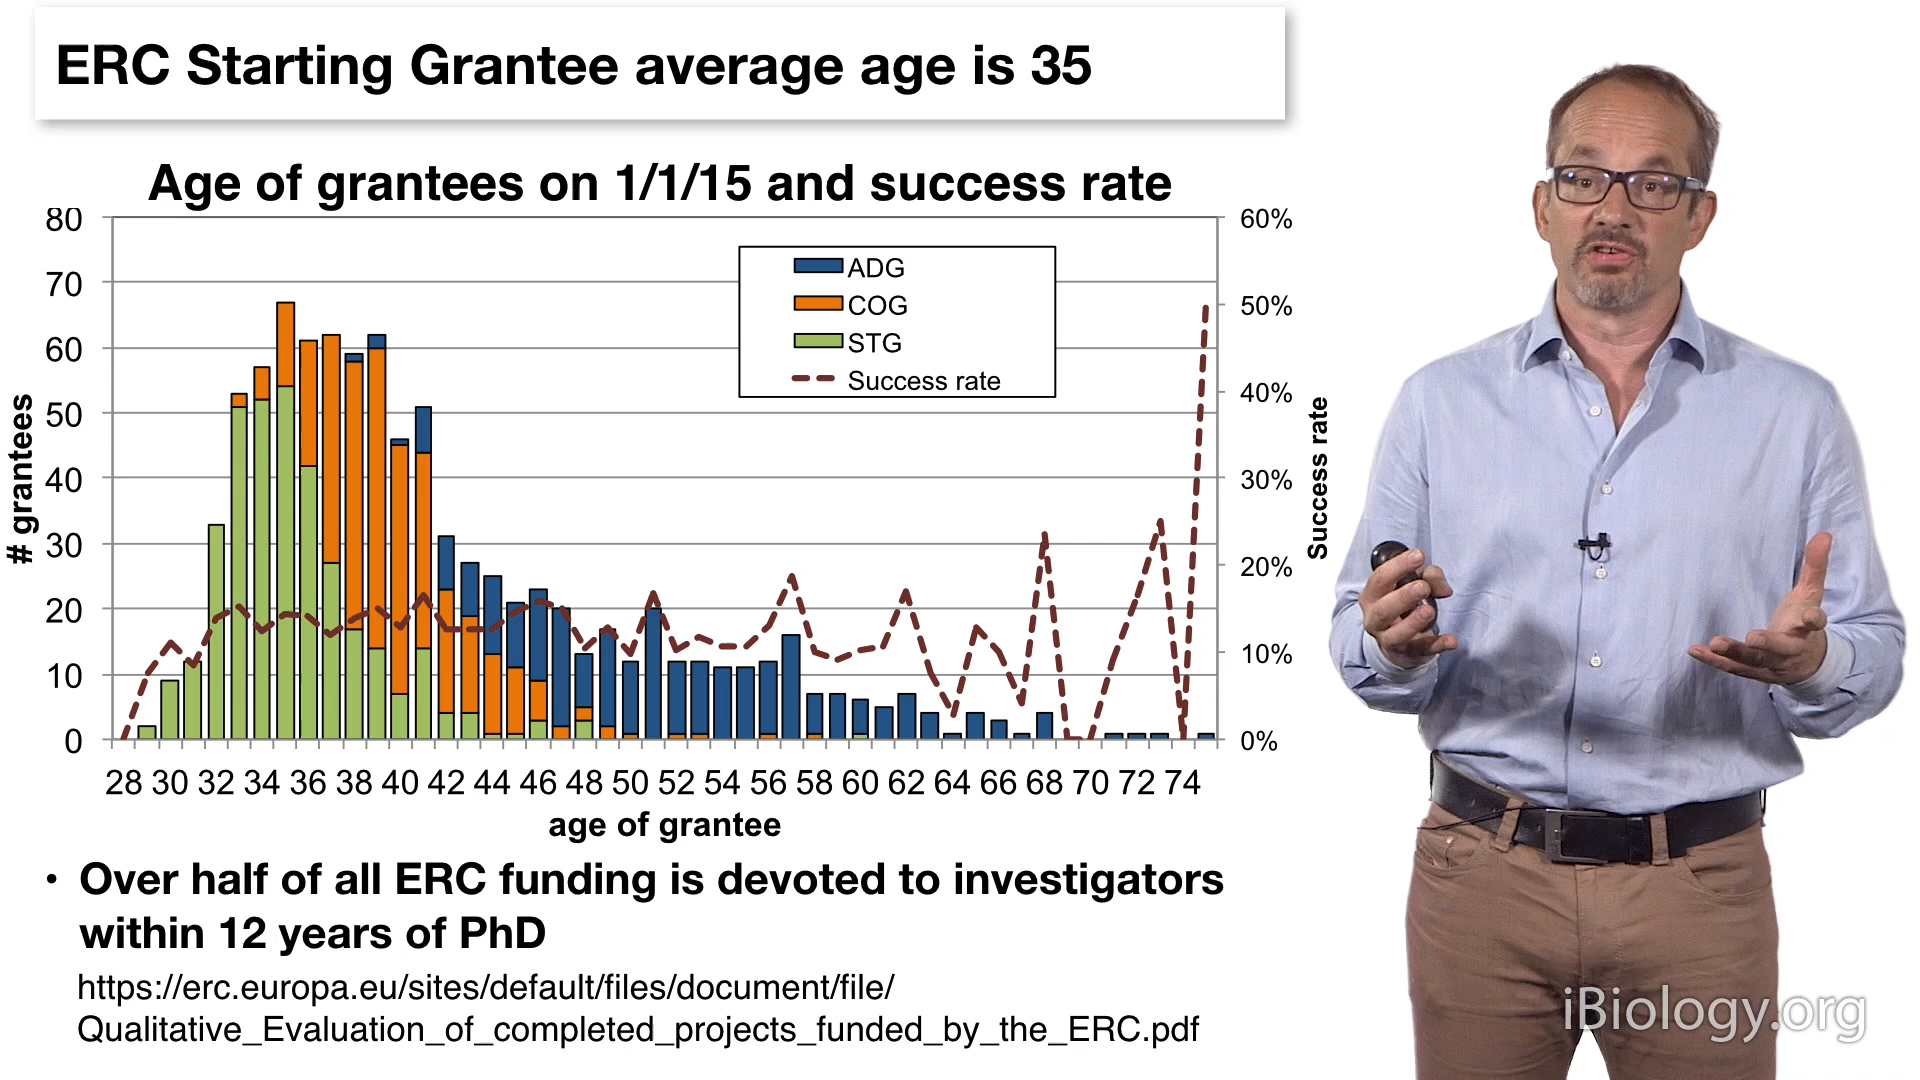 ERC Starting Grantee average age is 35
Age of grantees on 1/1/15 and success rate
80
70
60
50
40
30
20
10
0
# grantees
ADG
COG
STG
Success rate
60%
50%
40%
30%
20%
10%
0%
Success rate
28 30 32 34 36 38 40 42 44 46 48 50 52 54 56 58 60 62 64 66 68 70 72 74
age of grantee
• Over half of all ERC funding is devoted to investigators
within 12 years of PhD
https://erc.europa.eu/sites/default/files/document/file/
Qualitative_Evaluation_of_completed_projects_funded_by_the_ERC.pdf
iBiology.org